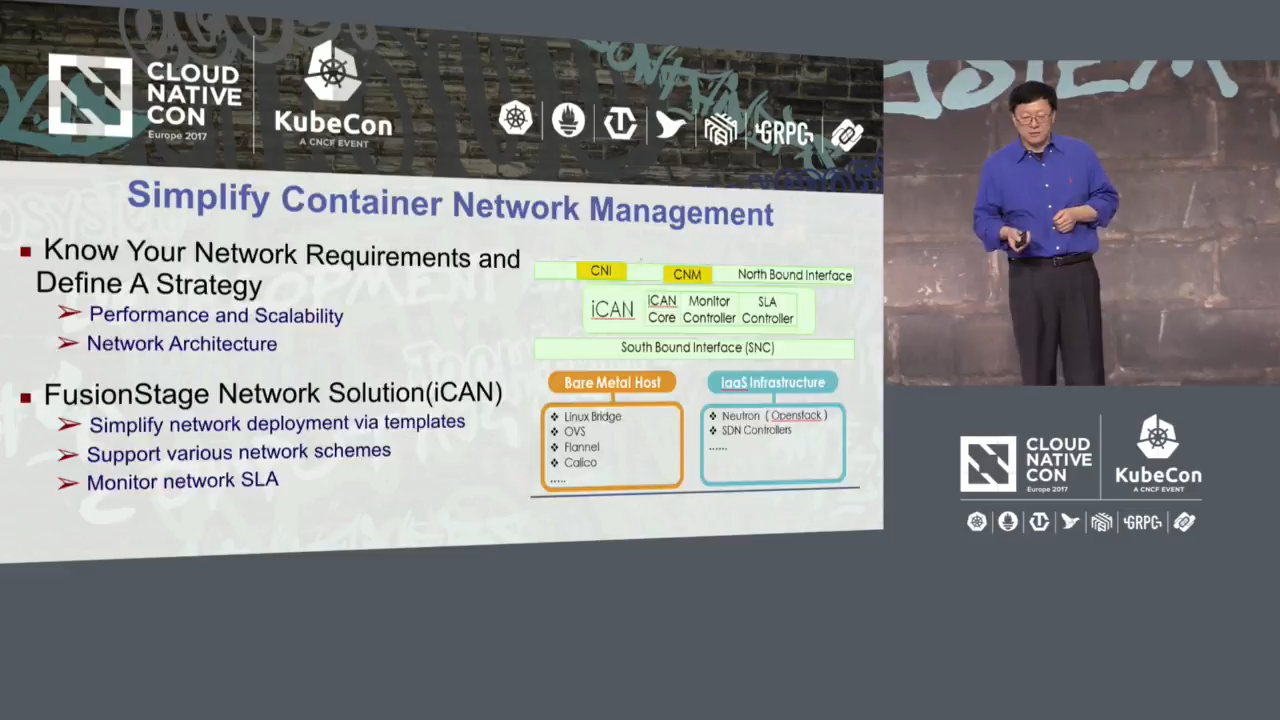 CLOUD
NATIVE
CON
Europe 2017
KubeCon
A CNCF EVENT
GRPC
Simplify Container Network Management
Know Your Network Requirements and
Define A Strategy
Performance and Scalability
Network Architecture
FusionStage Network Solution(iCAN)
Simplify network deployment via templates
Support various network schemes
Monitor network SLA
CNI
CNM
North Bound Interface
iCAN
iCAN
Core
Monitor
Controller
SLA
Controller
South Bound Interface (SNC)
Bare Metal Host
Linux Bridge
OVS
Flannel
Calico
.....
IaaS Infrastructure
Neutron ( Openstack )
SDN Controllers
......
YSTEM
CLOUD
NATIVE
CON
Europe 2017
KubeCon
A CNCF EVENT
GRPC